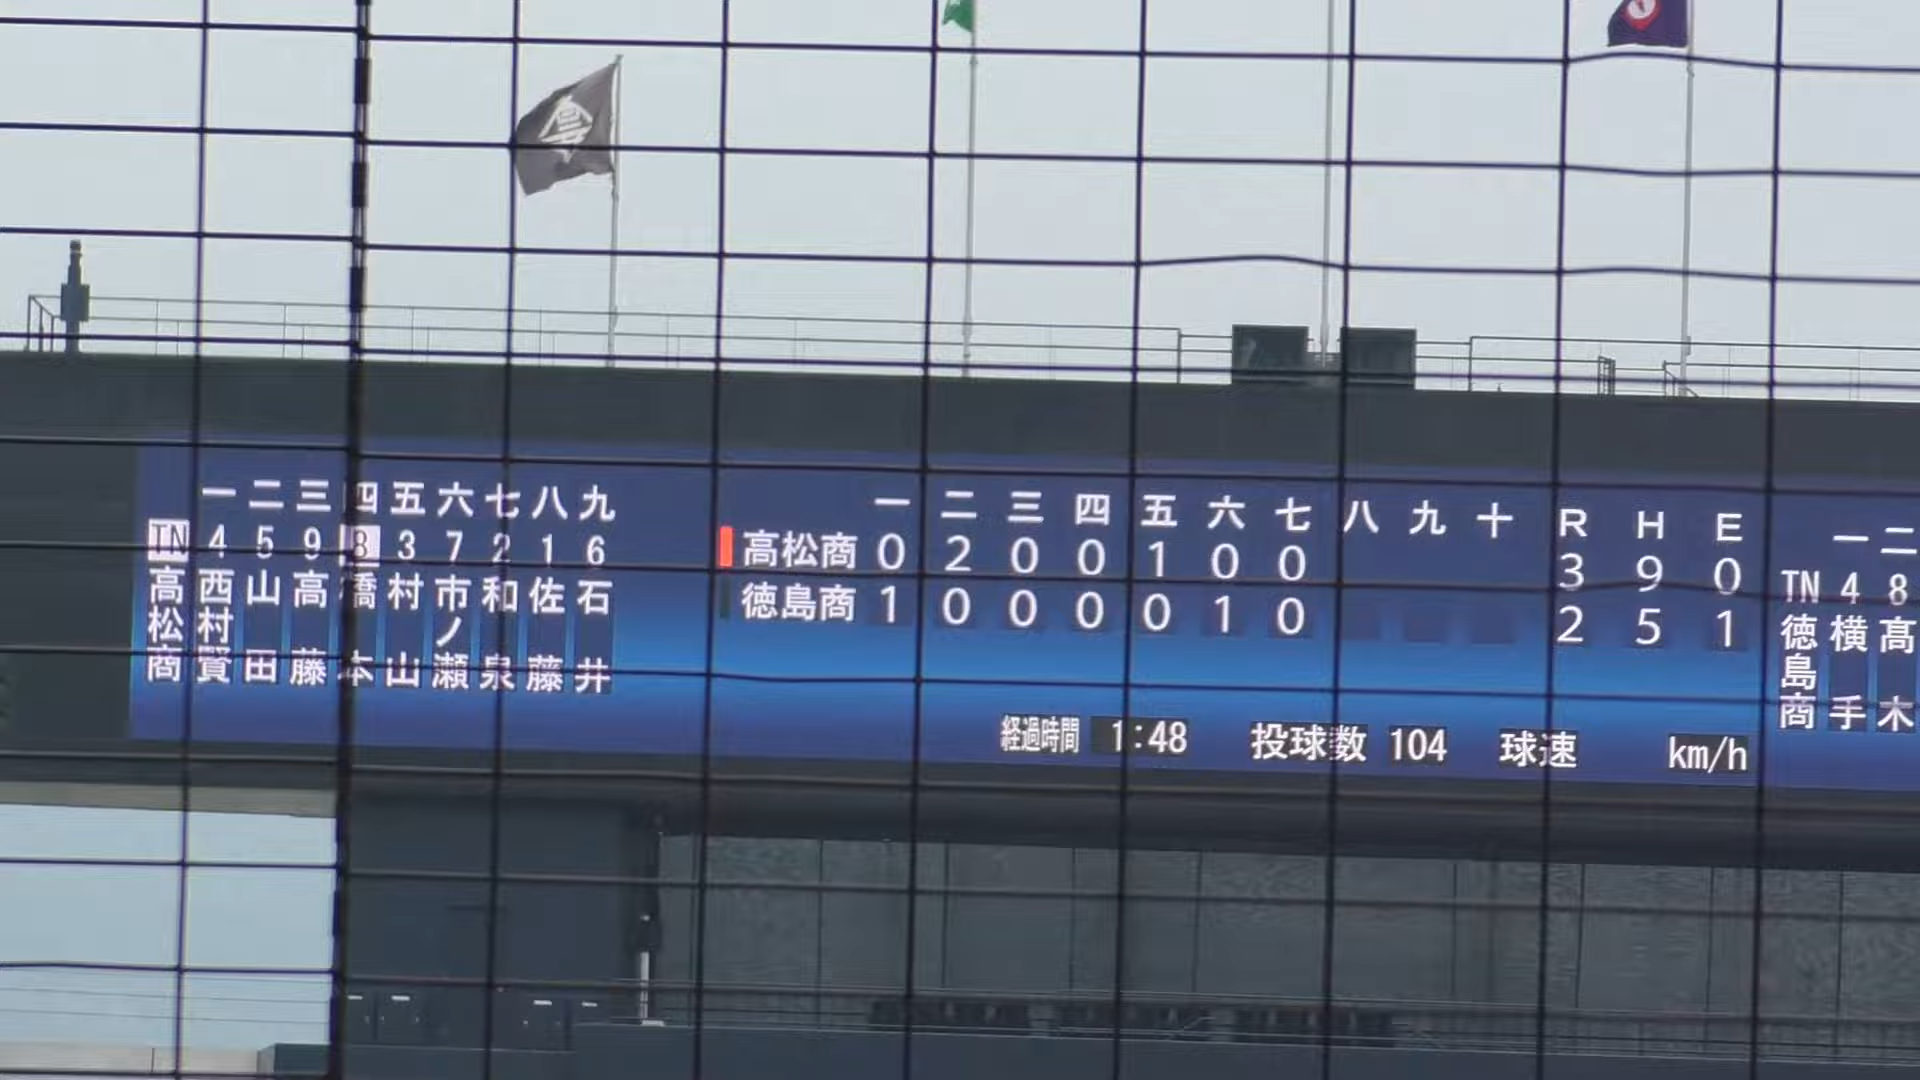 一 二 三 四 五 六 七 八 九
TN 4 5 9 8 3 7 2 1 6
高松商 西村賢 山田 高藤 橋本 村山 市ノ瀬 和泉 佐藤 石井
一 二 三 四 五 六 七 八 九 十 R H E
高松商 0 2 0 0 1 0 0 3 9 0
徳島商 1 0 0 0 0 1 0 2 5 1
経過時間 1:48 投球数 104 球速 km/h
一 二
TN 4 8
徳島商 横手 髙木